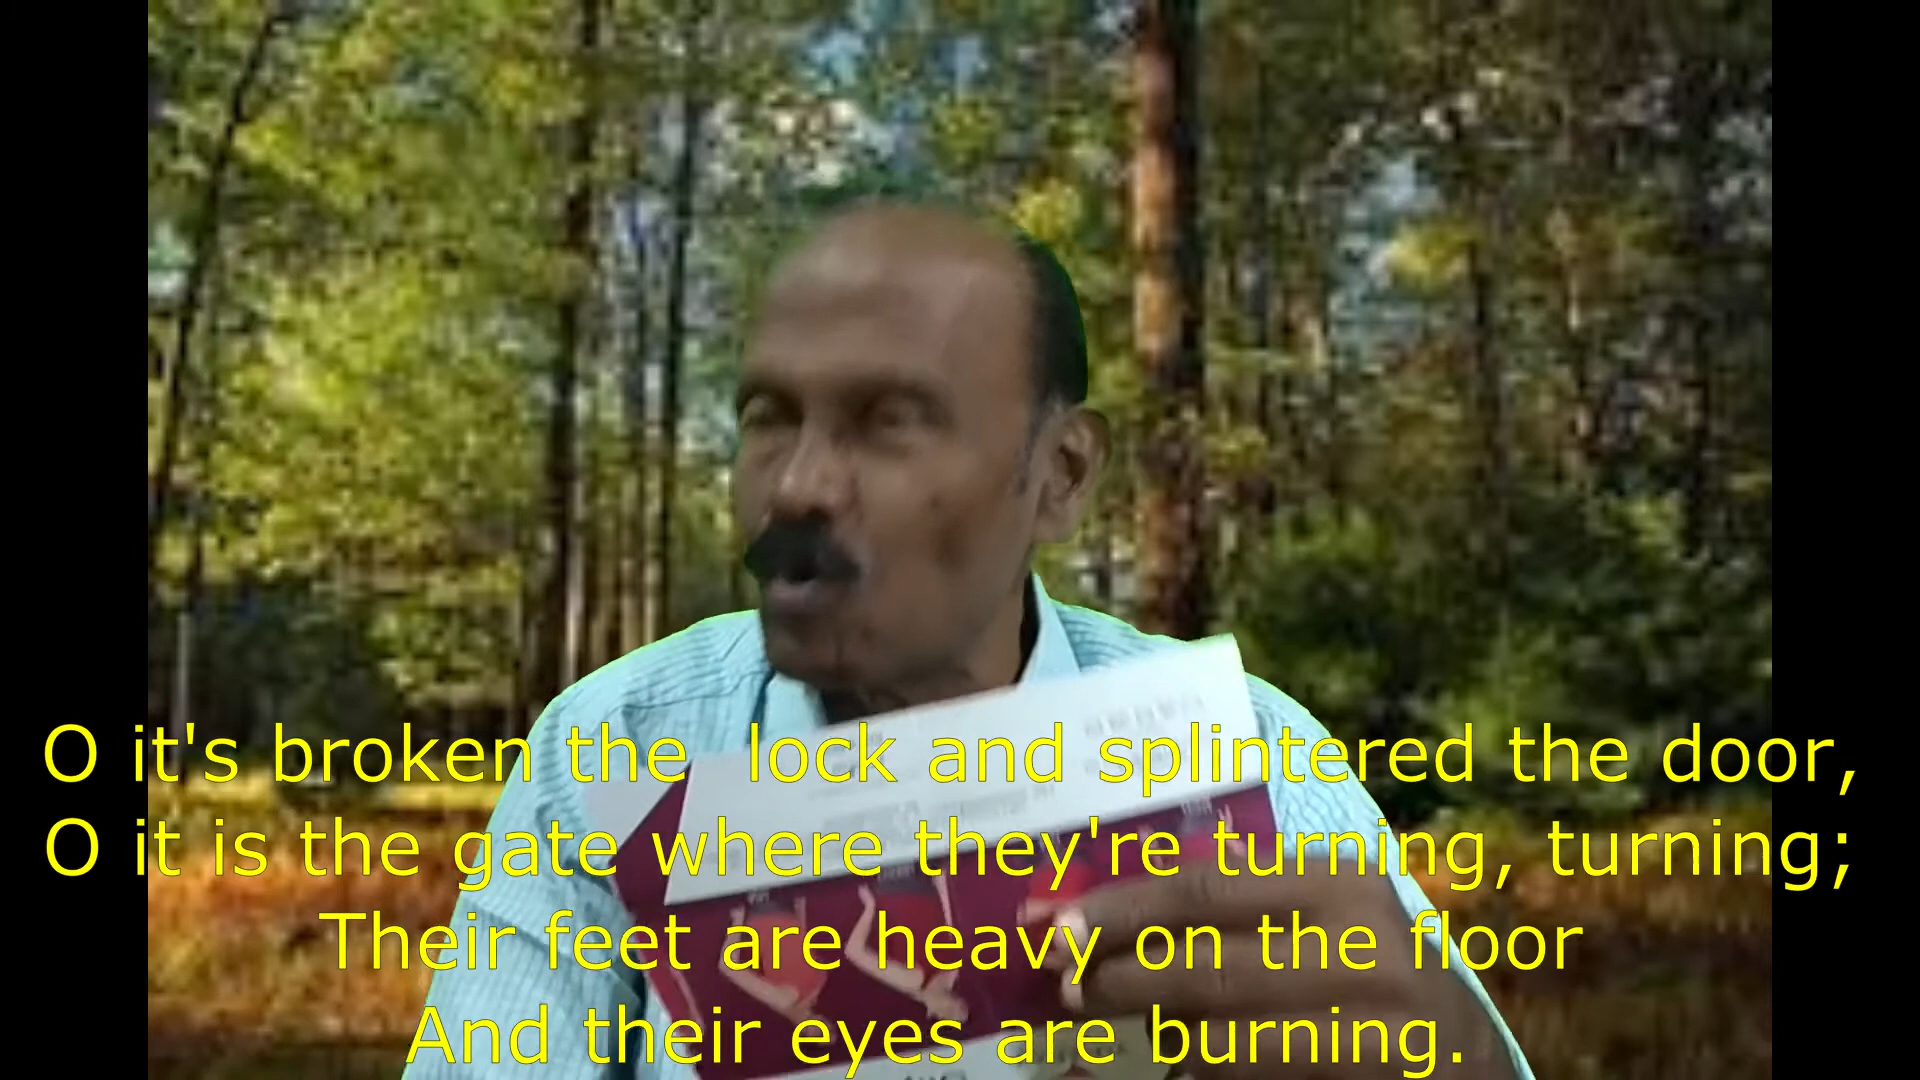 O it's broken the  lock and splintered the door,
O it is the gate where they're turning, turning;
Their feet are heavy on the floor
And their eyes are burning.